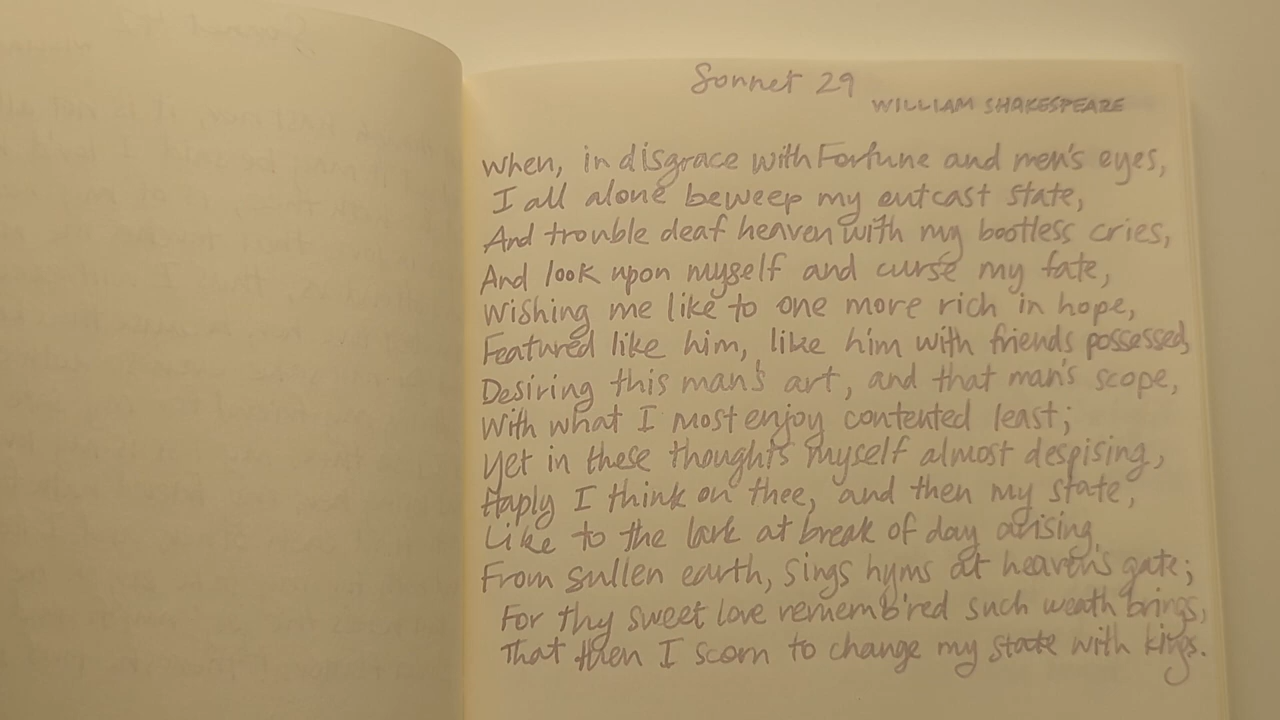 Sonnet 29
WILLIAM SHAKESPEARE
When, in disgrace with Fortune and men's eyes,
I all alone beweep my outcast state,
And trouble deaf heaven with my bootless cries,
And look upon myself and curse my fate,
Wishing me like to one more rich in hope,
Featured like him, like him with friends possessed,
Desiring this man's art, and that man's scope,
With what I most enjoy contented least;
Yet in these thoughts myself almost despising,
Haply I think on thee, and then my state,
Like to the lark at break of day arising
From sullen earth, sings hyms at heaven's gate;
For thy sweet love rememb'red such weath brings,
That then I scorn to change my state with kings.